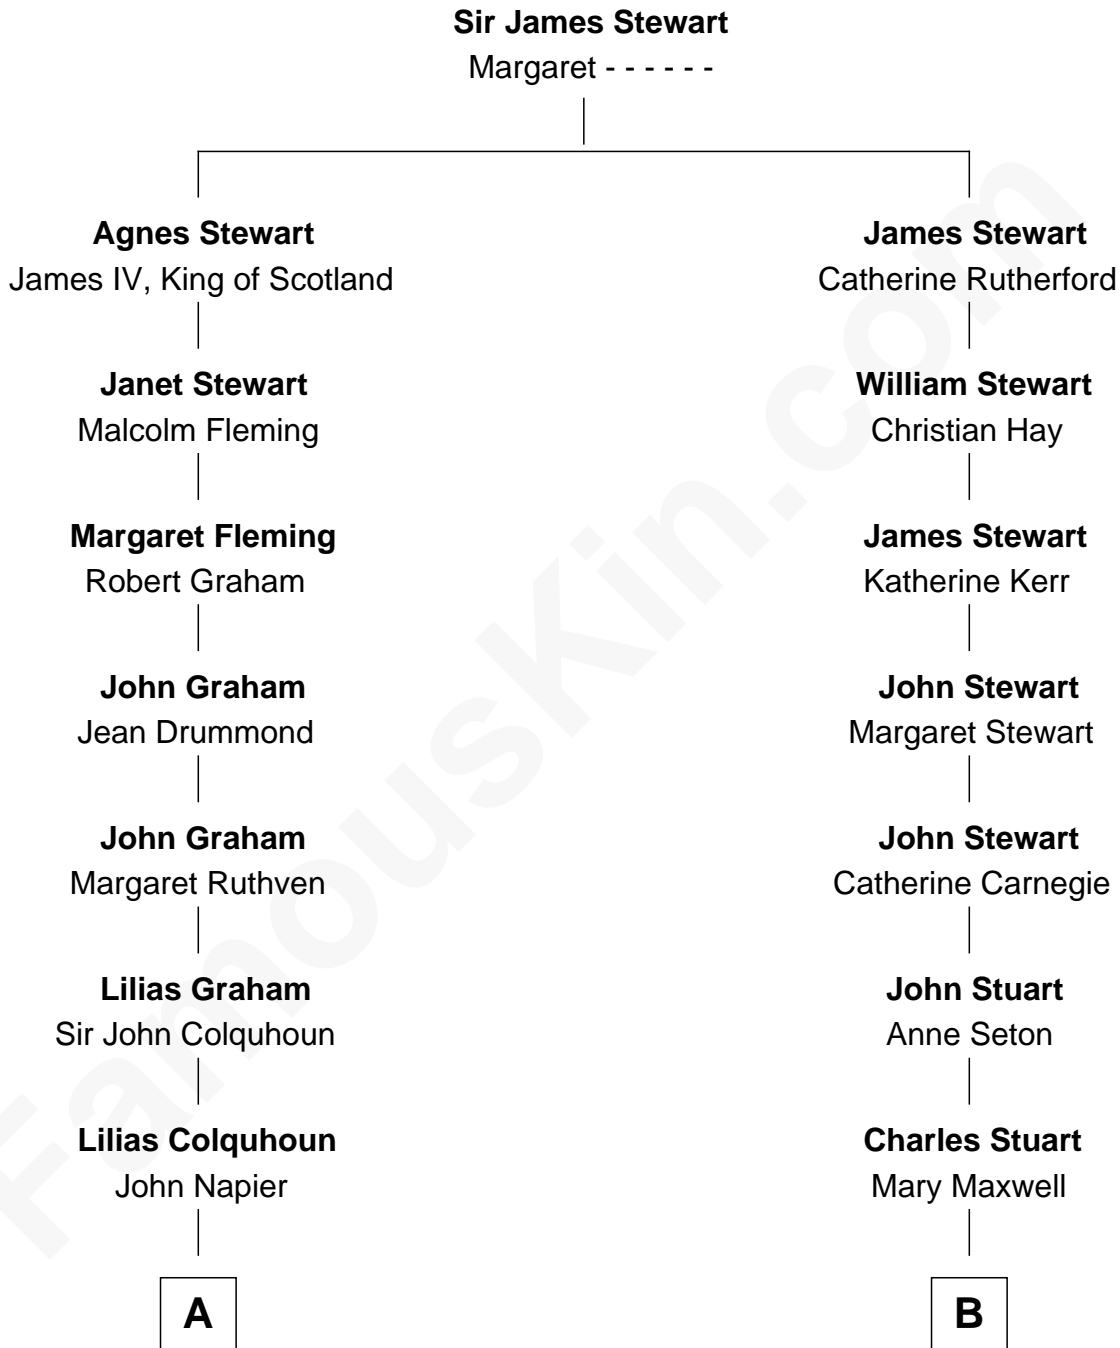 Sir James Stewart
Margaret - - - - - -
Agnes Stewart
James IV, King of Scotland
Janet Stewart
Malcolm Fleming
Margaret Fleming
Robert Graham
John Graham
Jean Drummond
John Graham
Margaret Ruthven
Lilias Graham
Sir John Colquhoun
Lilias Colquhoun
John Napier
A
James Stewart
Catherine Rutherford
William Stewart
Christian Hay
James Stewart
Katherine Kerr
John Stewart
Margaret Stewart
John Stewart
Catherine Carnegie
John Stuart
Anne Seton
Charles Stuart
Mary Maxwell
B
FamousKin.com